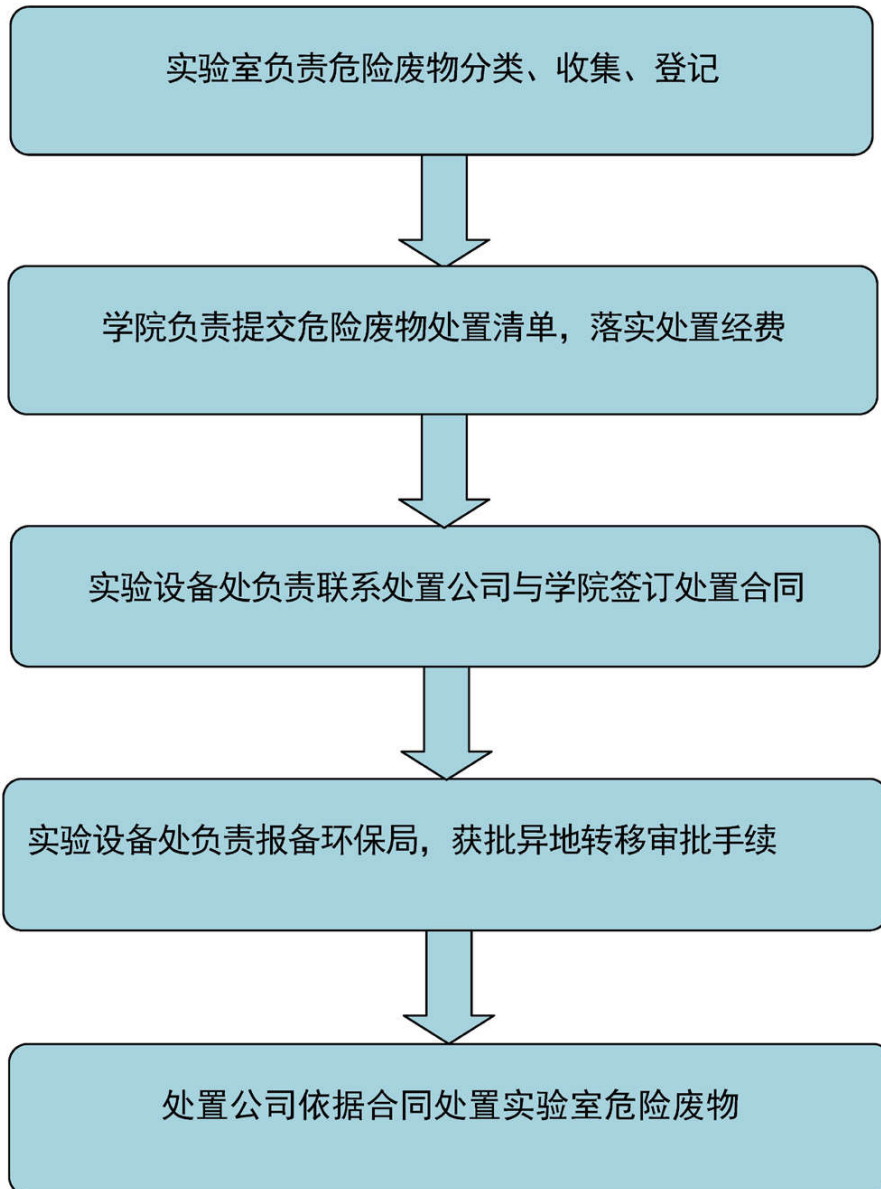 实验室负责危险废物分类、收集、登记
学院负责提交危险废物处置清单，落实处置经费
实验设备处负责联系处置公司与学院签订处置合同
实验设备处负责报备环保局，获批异地转移审批手续
处置公司依据合同处置实验室危险废物